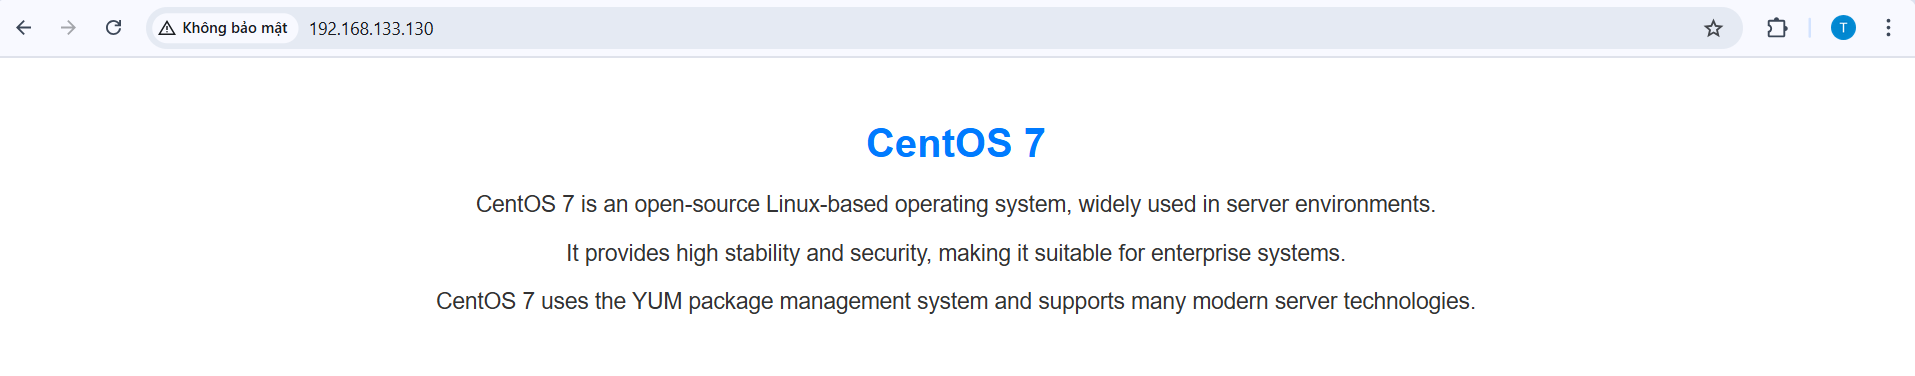 Không bảo mật 192.168.133.130 T
CentOS 7
CentOS 7 is an open-source Linux-based operating system, widely used in server environments.
It provides high stability and security, making it suitable for enterprise systems.
CentOS 7 uses the YUM package management system and supports many modern server technologies.